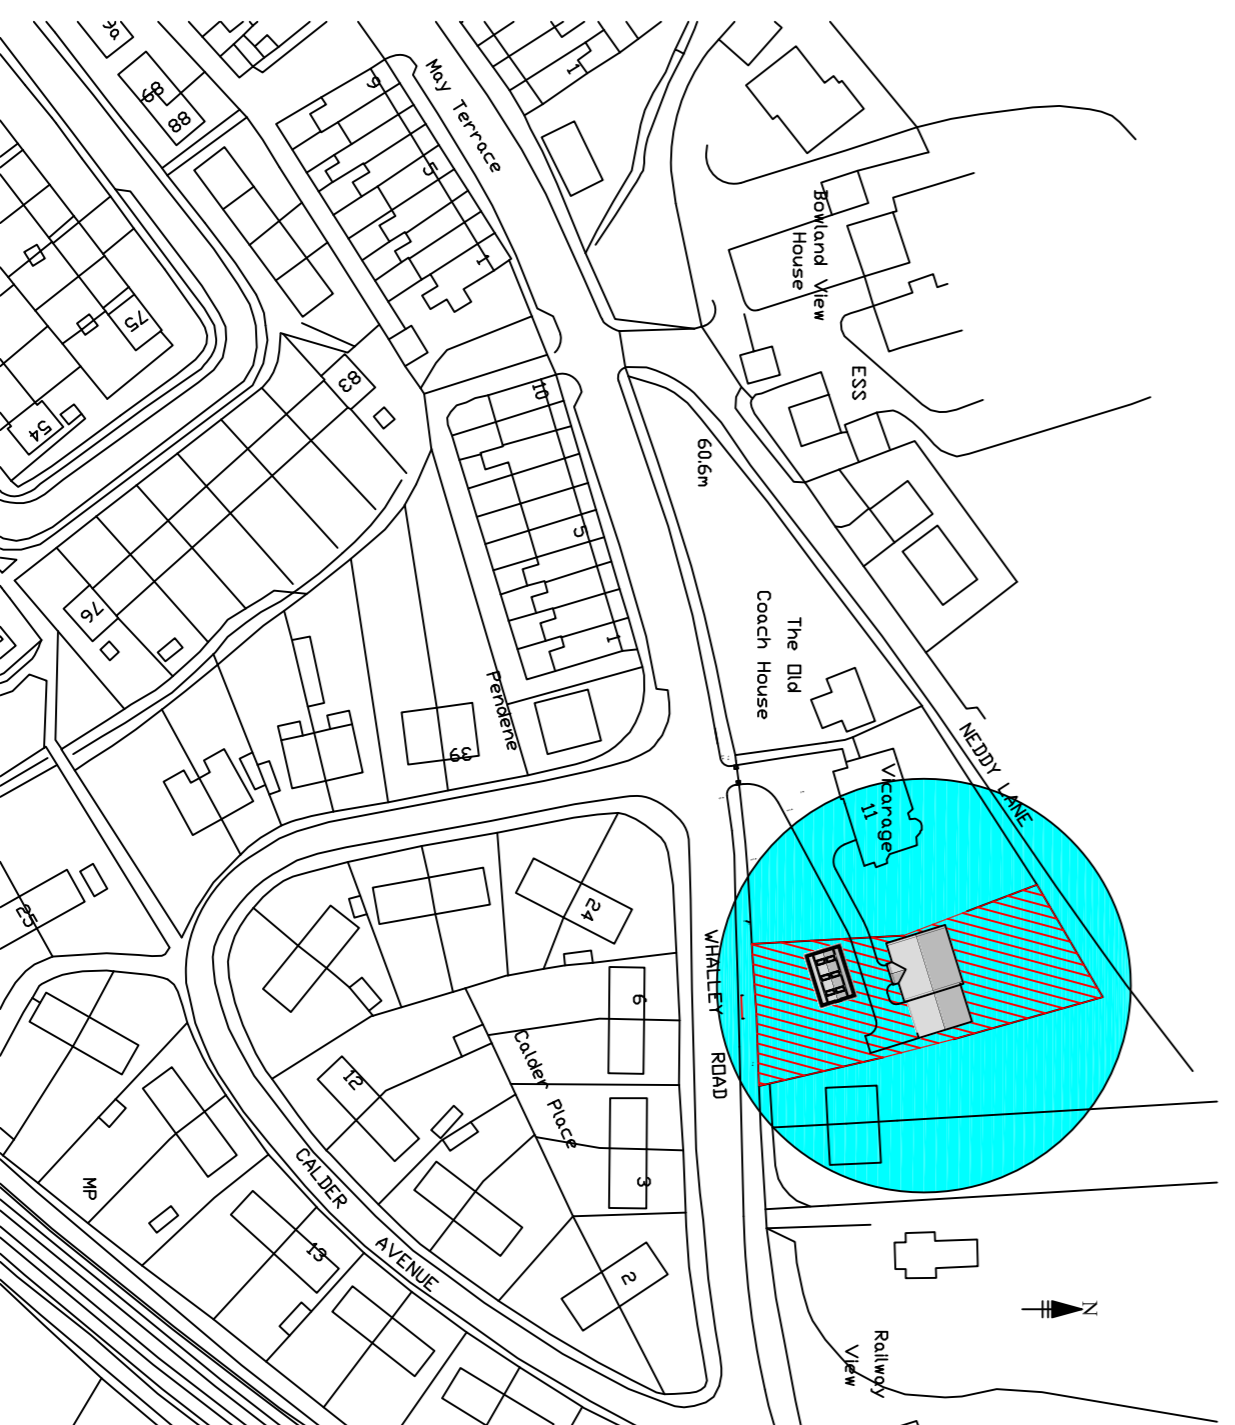 9a
89
88
9
May Terrace
5
1
1
Bowland View
House
ESS
75
54
83
10
60.6m
5
1
76
The Old
Coach House
Pendene
39
NEDDY LANE
Vicarage
11
25
24
WHALLEY ROAD
6
Calder Place
12
3
MP
CALDER AVENUE
13
2
N
Railway
View